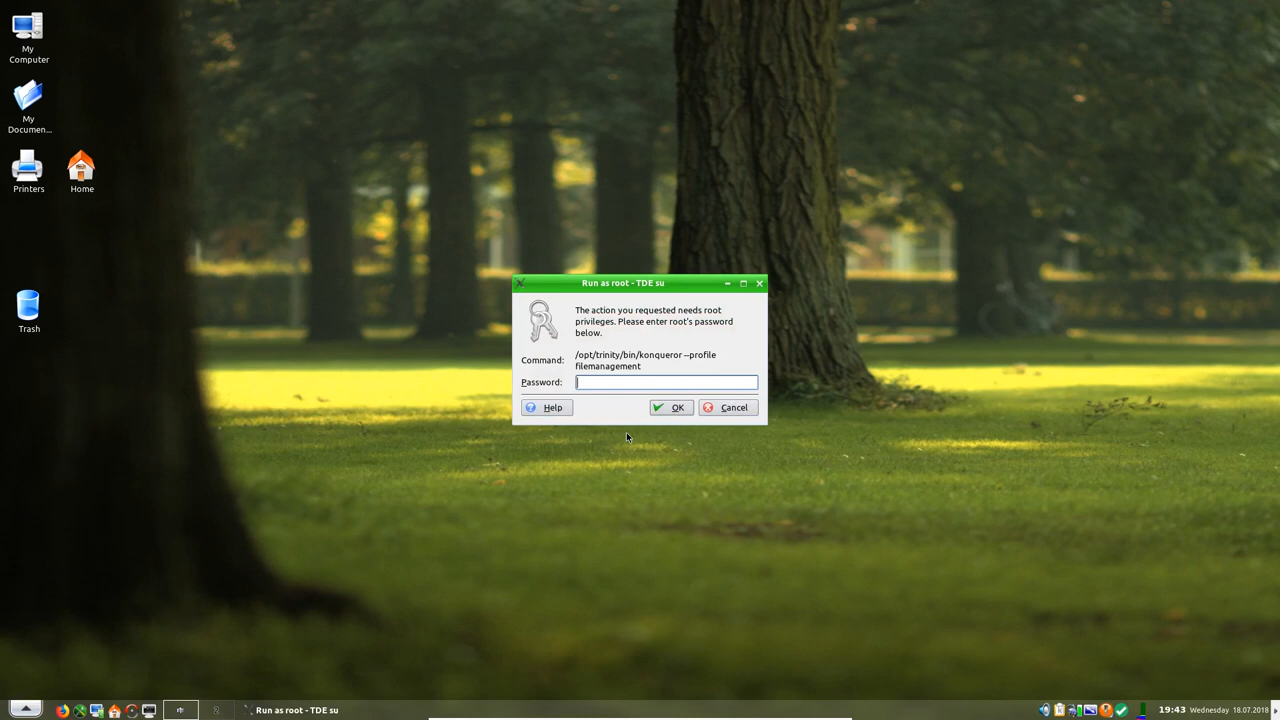 My
Computer
My
Documen...
Printers
Home
Trash
Run as root - TDE su
The action you requested needs root
privileges. Please enter root's password
below.
Command:
/opt/trinity/bin/konqueror --profile
filemanagement
Password:
Help
OK
Cancel
2
Run as root - TDE su
19:43
Wednesday
18.07.2018